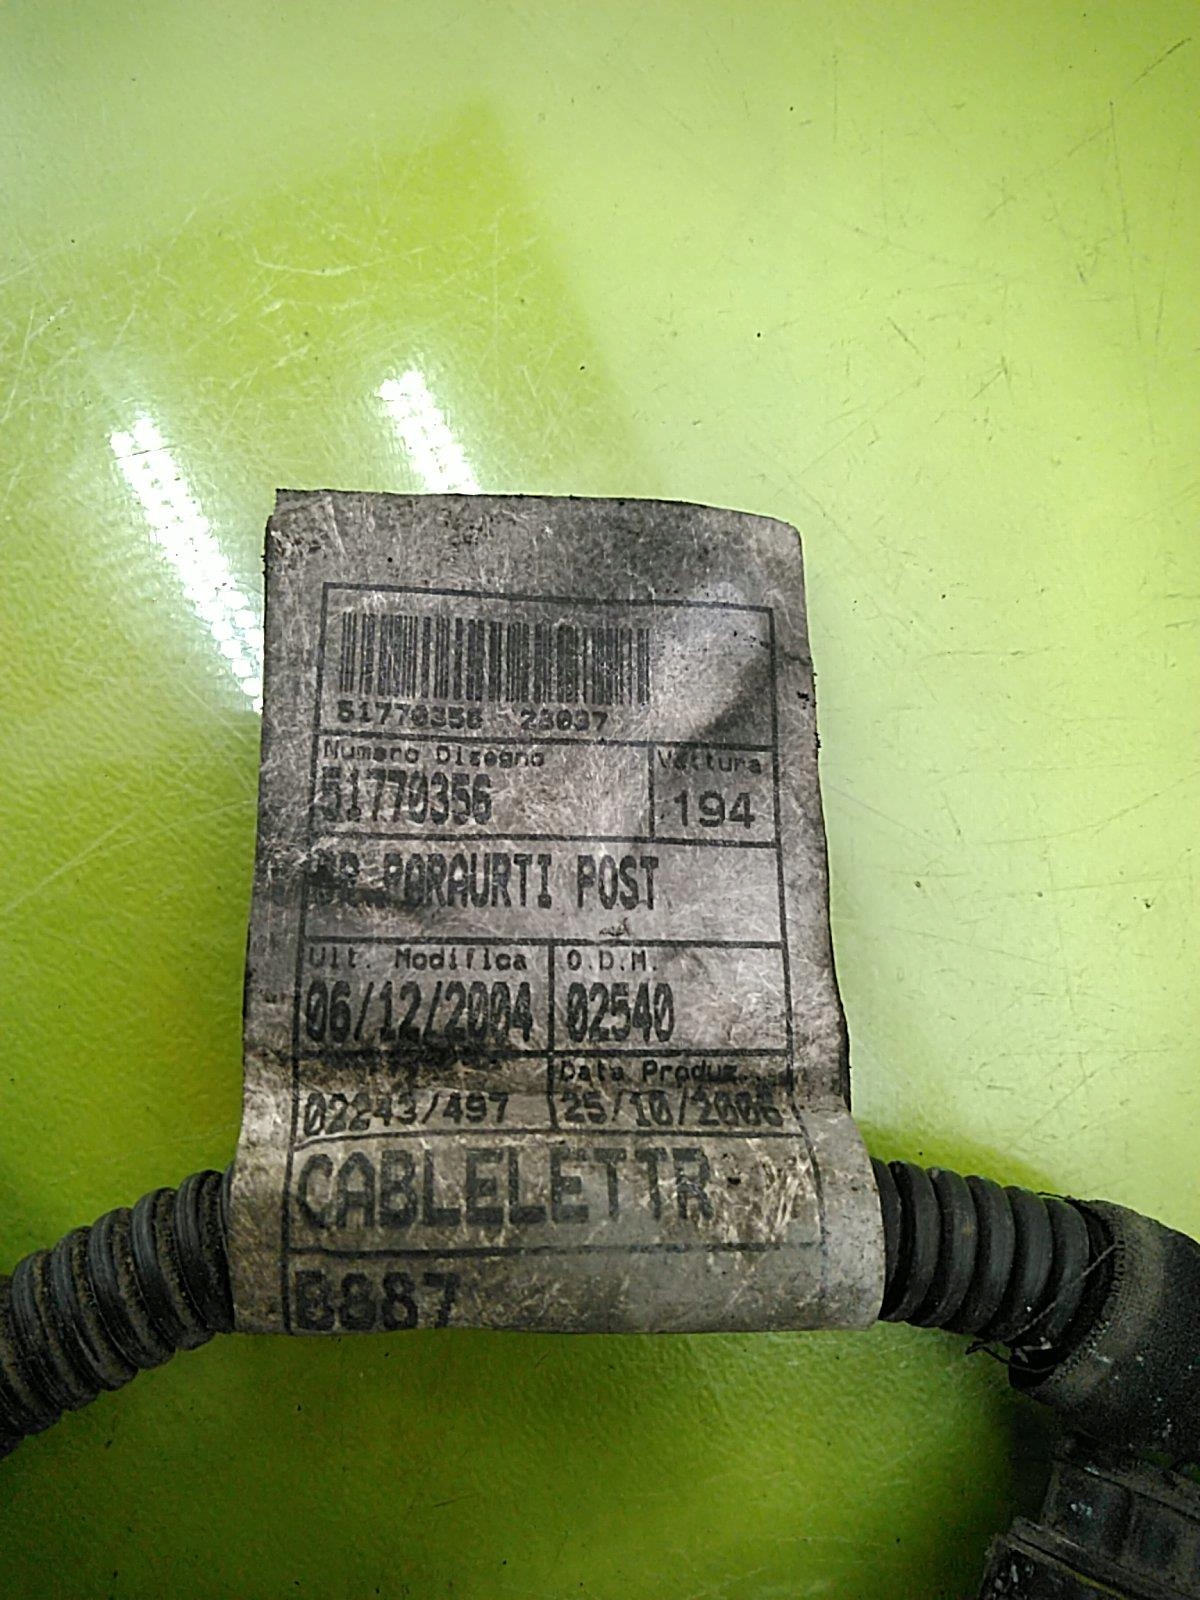 51770356 23037
Numero Disegno Vettura
51770356 194
PORAURTI POST
Ult. Modifica O.D.M.
06/12/2004 02540
Data Produz.
02243/497 25/10/2006
CABLELETTR
B887